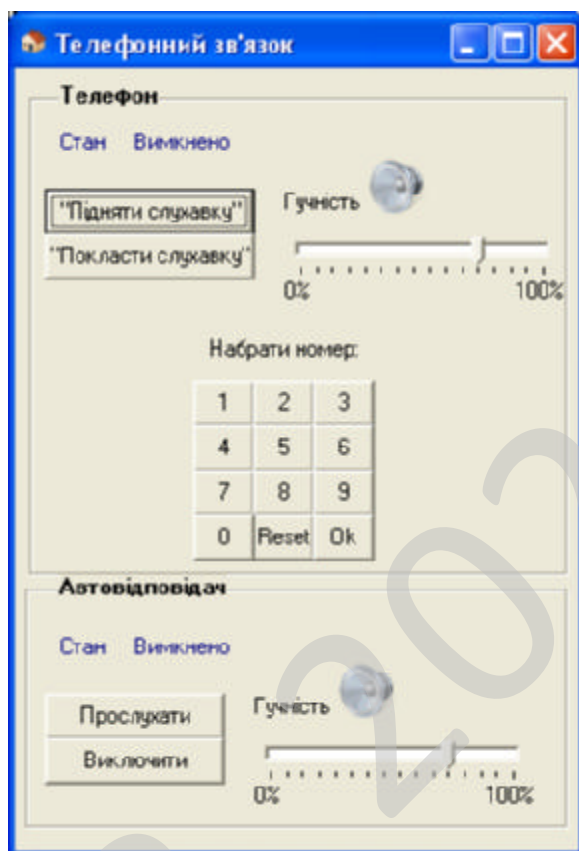 Телефонний зв'язок
Телефон
Стан Вимкнено
"Підняти слухавку"
Гучність
"Покласти слухавку"
0% 100%
Набрати номер:
1 2 3
4 5 6
7 8 9
0 Reset Ok
Автовідповідач
Стан Вимкнено
Прослухати
Гучність
Виключити
0% 100%